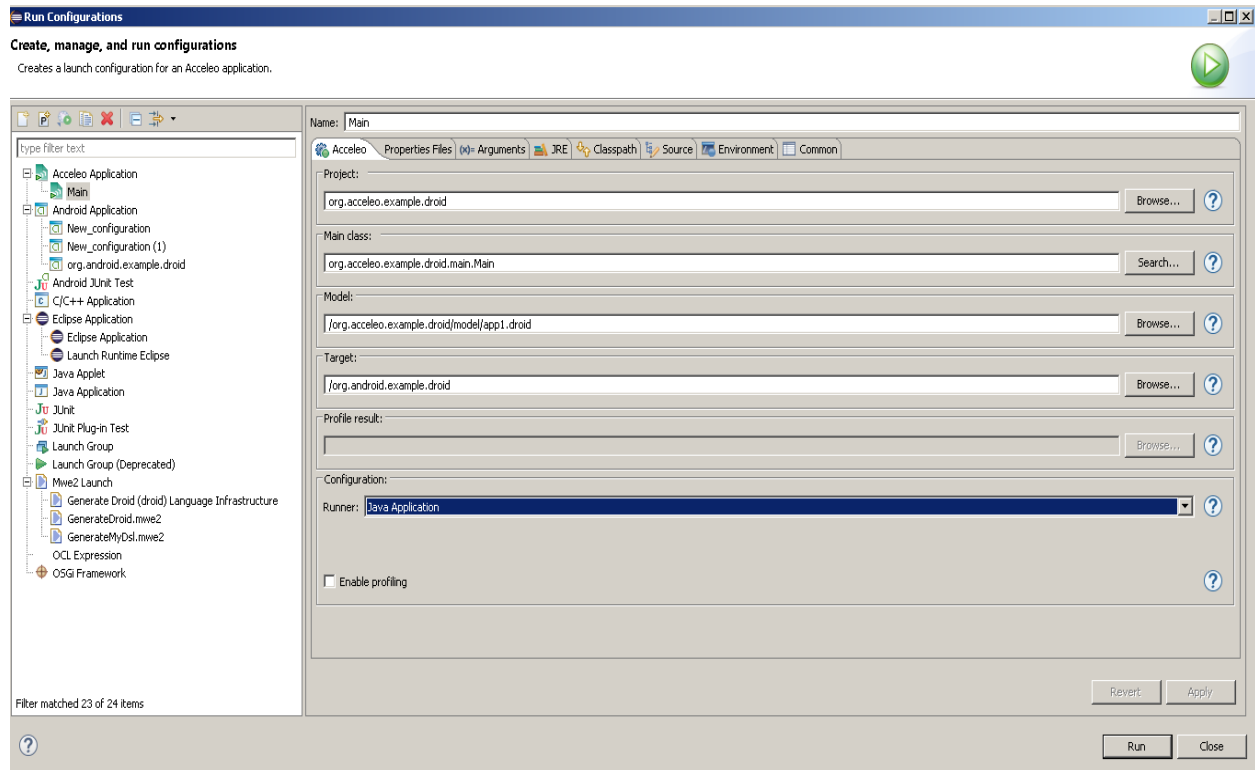 Run Configurations
Create, manage, and run configurations
Creates a launch configuration for an Acceleo application.
type filter text
Acceleo Application
Main
Android Application
New_configuration
New_configuration (1)
org.android.example.droid
Android JUnit Test
C/C++ Application
Eclipse Application
Eclipse Application
Launch Runtime Eclipse
Java Applet
Java Application
JUnit
JUnit Plug-in Test
Launch Group
Launch Group (Deprecated)
Mwe2 Launch
Generate Droid (droid) Language Infrastructure
GenerateDroid.mwe2
GenerateMyDsl.mwe2
OCL Expression
OSGi Framework
Filter matched 23 of 24 items
Name: Main
Acceleo Properties Files (x)= Arguments JRE Classpath Source Environment Common
Project:
org.acceleo.example.droid Browse...
Main class:
org.acceleo.example.droid.main.Main Search...
Model:
/org.acceleo.example.droid/model/app1.droid Browse...
Target:
/org.android.example.droid Browse...
Profile result:
Browse...
Configuration:
Runner: Java Application
Enable profiling
Revert Apply
Run Close